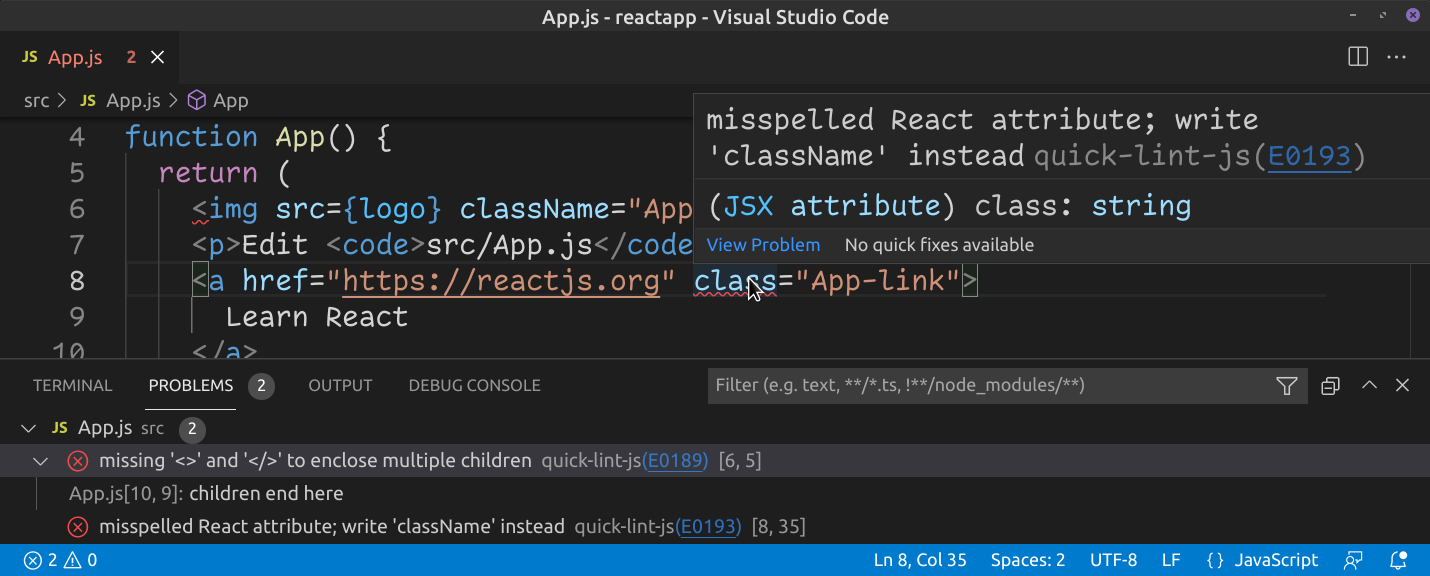 App.js - reactapp - Visual Studio Code
JS App.js 2
src > JS App.js > App
4 function App() {
5 return (
6 <img src={logo} className="App
7 <p>Edit <code>src/App.js</code
8 <a href="https://reactjs.org" class="App-link">
9 Learn React
10 </a>
misspelled React attribute; write
'className' instead quick-lint-js(E0193)
(JSX attribute) class: string
View Problem No quick fixes available
TERMINAL PROBLEMS 2 OUTPUT DEBUG CONSOLE Filter (e.g. text, **/*.ts, !**/node_modules/**)
JS App.js src 2
missing '<>' and '</>' to enclose multiple children quick-lint-js(E0189) [6, 5]
App.js[10, 9]: children end here
misspelled React attribute; write 'className' instead quick-lint-js(E0193) [8, 35]
2 0 Ln 8, Col 35 Spaces: 2 UTF-8 LF {} JavaScript